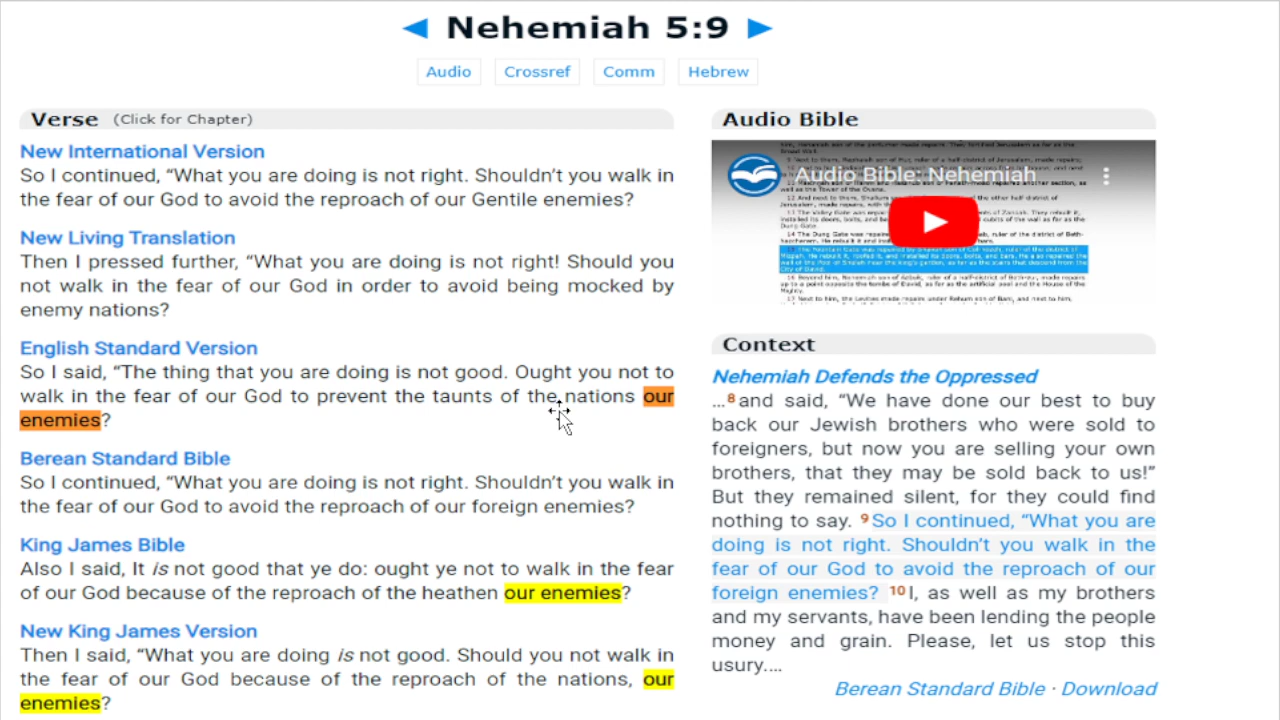 Nehemiah 5:9
Audio Crossref Comm Hebrew
Verse (Click for Chapter)
New International Version
So I continued, “What you are doing is not right. Shouldn’t you walk in
the fear of our God to avoid the reproach of our Gentile enemies?
New Living Translation
Then I pressed further, “What you are doing is not right! Should you
not walk in the fear of our God in order to avoid being mocked by
enemy nations?
English Standard Version
So I said, “The thing that you are doing is not good. Ought you not to
walk in the fear of our God to prevent the taunts of the nations our
enemies?
Berean Standard Bible
So I continued, “What you are doing is not right. Shouldn’t you walk in
the fear of our God to avoid the reproach of our foreign enemies?
King James Bible
Also I said, It is not good that ye do: ought ye not to walk in the fear
of our God because of the reproach of the heathen our enemies?
New King James Version
Then I said, “What you are doing is not good. Should you not walk in
the fear of our God because of the reproach of the nations, our
enemies?
Audio Bible
Audio Bible: Nehemiah
Context
Nehemiah Defends the Oppressed
…8and said, “We have done our best to buy
back our Jewish brothers who were sold to
foreigners, but now you are selling your own
brothers, that they may be sold back to us!”
But they remained silent, for they could find
nothing to say. 9So I continued, “What you are
doing is not right. Shouldn’t you walk in the
fear of our God to avoid the reproach of our
foreign enemies? 10I, as well as my brothers
and my servants, have been lending the people
money and grain. Please, let us stop this
usury.…
Berean Standard Bible · Download